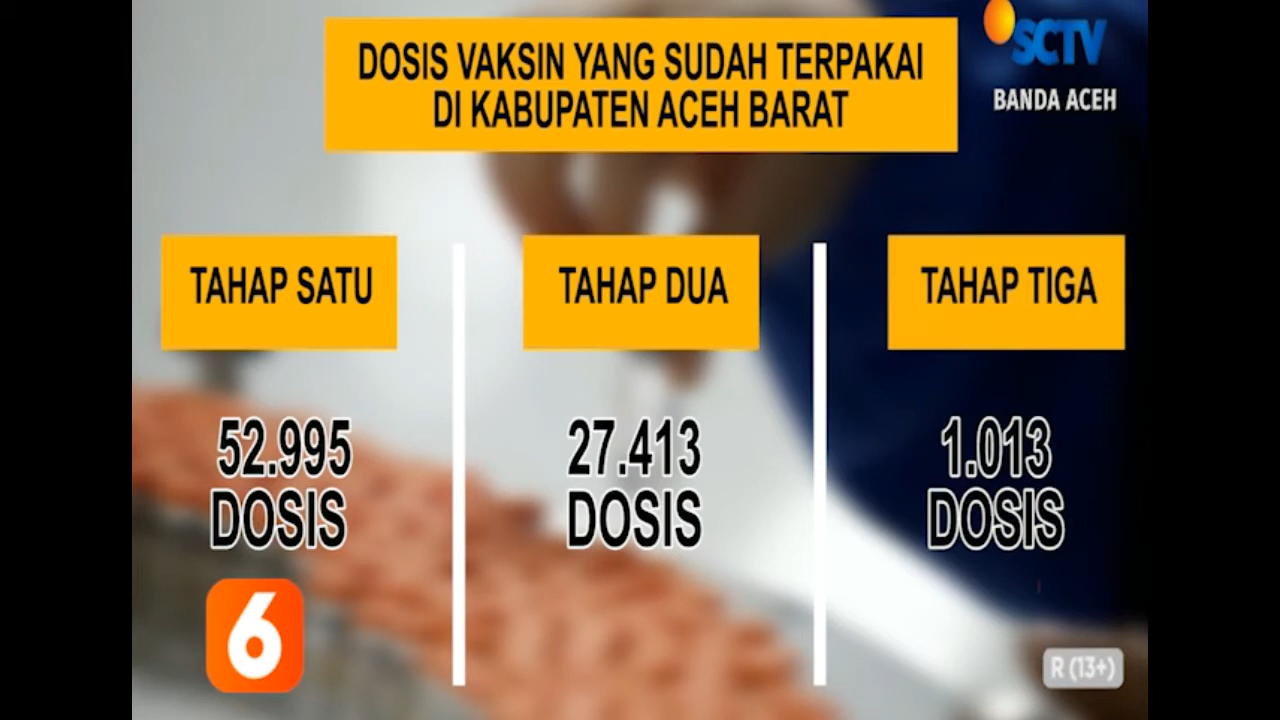 DOSIS VAKSIN YANG SUDAH TERPAKAI
DI KABUPATEN ACEH BARAT
SCTV
BANDA ACEH
TAHAP SATU
52.995
DOSIS
TAHAP DUA
27.413
DOSIS
TAHAP TIGA
1.013
DOSIS
6
R (13+)